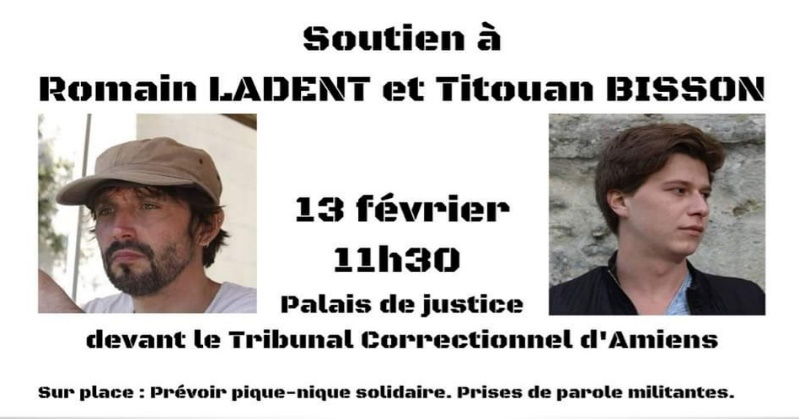 Soutien à
Romain LADENT et Titouan BISSON
13 février
11h30
Palais de justice
devant le Tribunal Correctionnel d'Amiens
Sur place : Prévoir pique-nique solidaire. Prises de parole militantes.